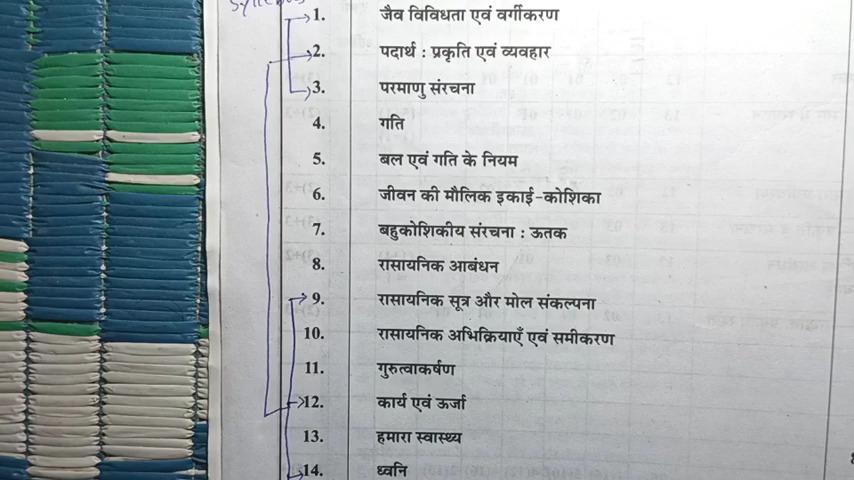 1. जैव विविधता एवं वर्गीकरण
2. पदार्थ : प्रकृति एवं व्यवहार
3. परमाणु संरचना
4. गति
5. बल एवं गति के नियम
6. जीवन की मौलिक इकाई-कोशिका
7. बहुकोशिकीय संरचना : ऊतक
8. रासायनिक आबंधन
9. रासायनिक सूत्र और मोल संकल्पना
10. रासायनिक अभिक्रियाएँ एवं समीकरण
11. गुरुत्वाकर्षण
12. कार्य एवं ऊर्जा
13. हमारा स्वास्थ्य
14. ध्वनि